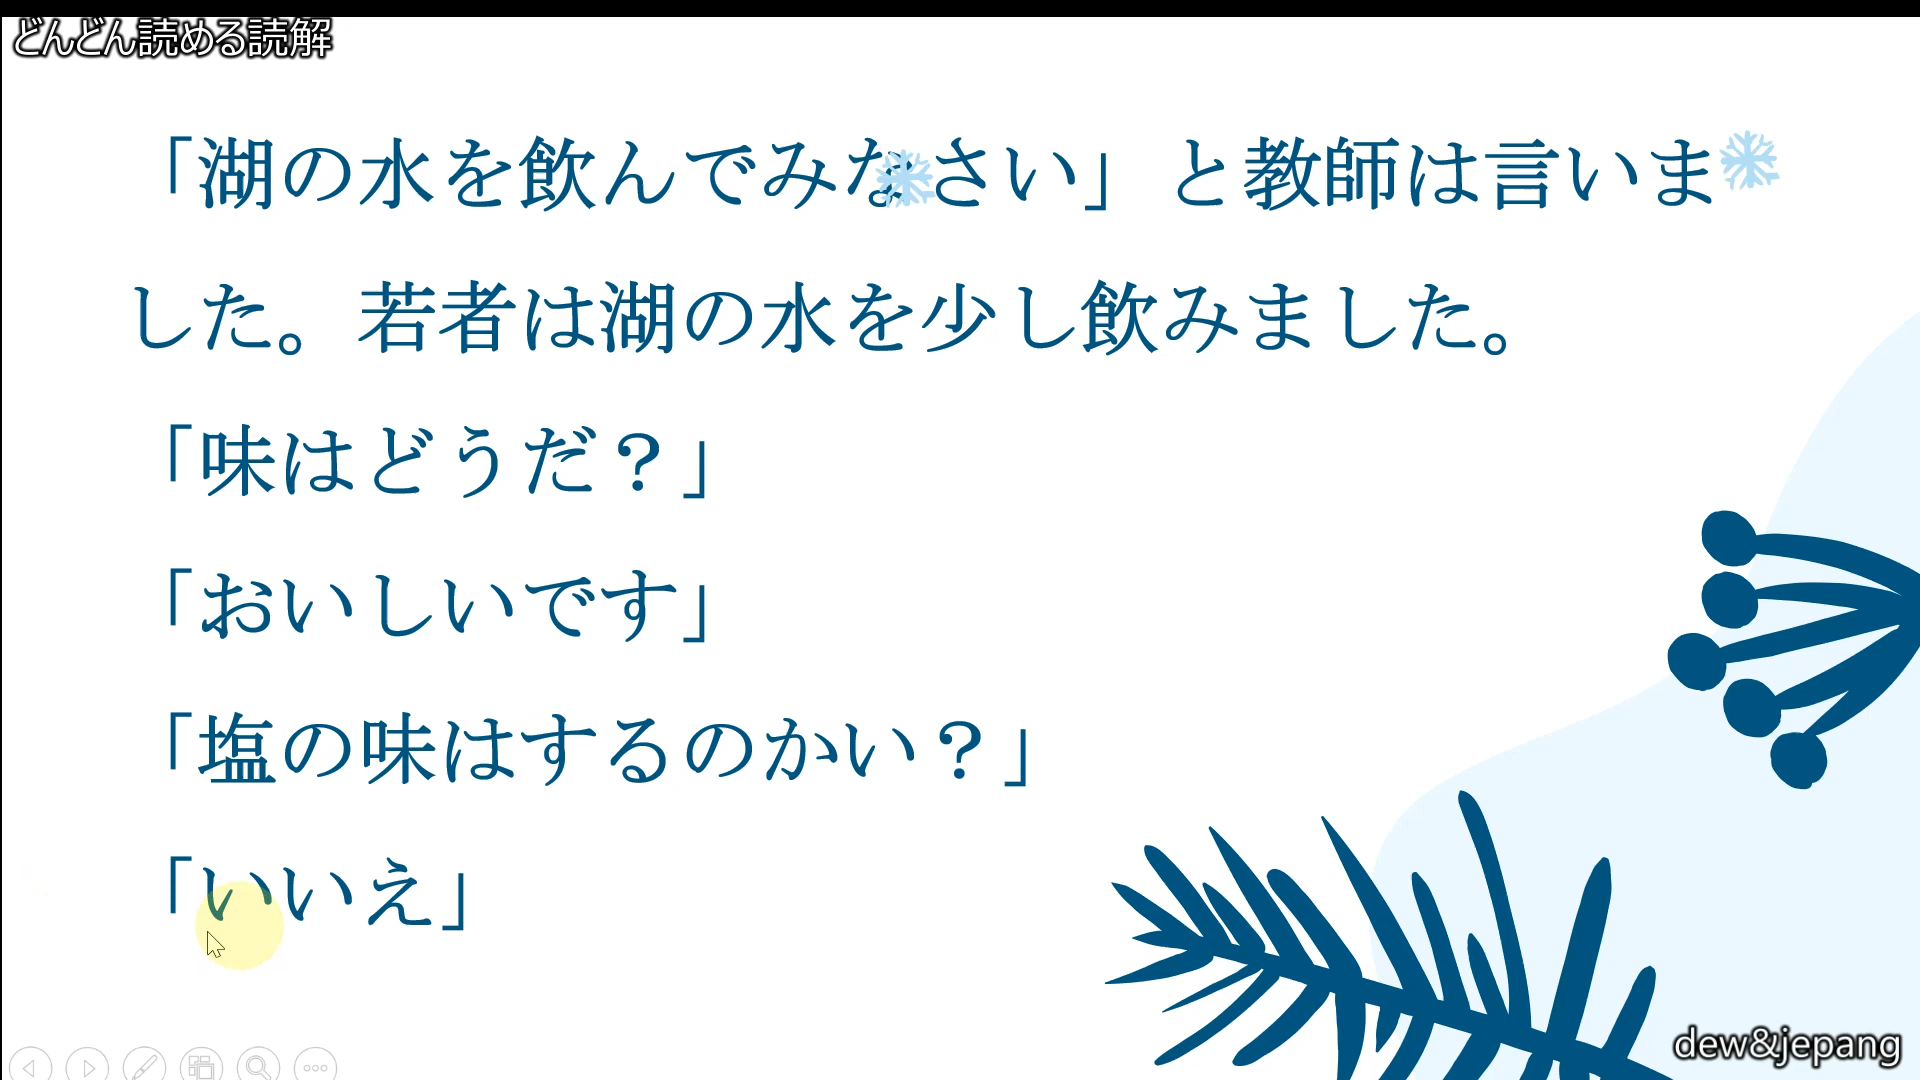 どんどん読める読解
「湖の水を飲んでみなさい」と教師は言いま
した。若者は湖の水を少し飲みました。
「味はどうだ？」
「おいしいです」
「塩の味はするのかい？」
「いいえ」
dew&jepang